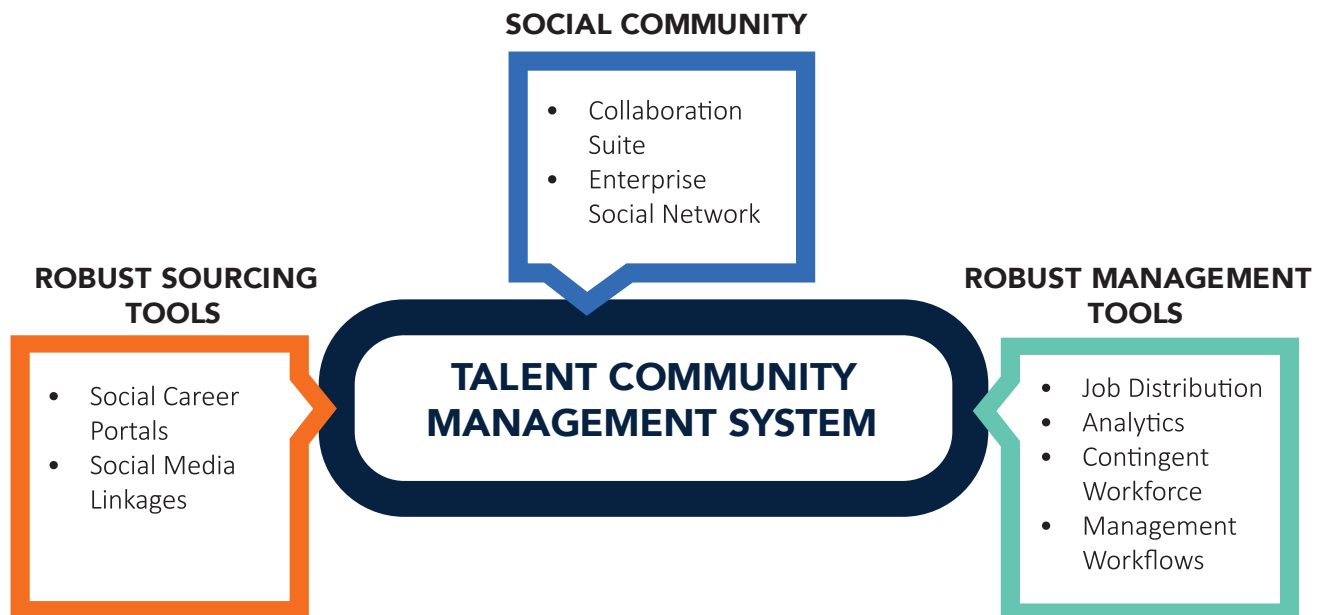 SOCIAL COMMUNITY
• Collaboration
Suite
• Enterprise
Social Network
ROBUST SOURCING
TOOLS
• Social Career
Portals
• Social Media
Linkages
TALENT COMMUNITY
MANAGEMENT SYSTEM
ROBUST MANAGEMENT
TOOLS
• Job Distribution
• Analytics
• Contingent
Workforce
• Management
Workflows